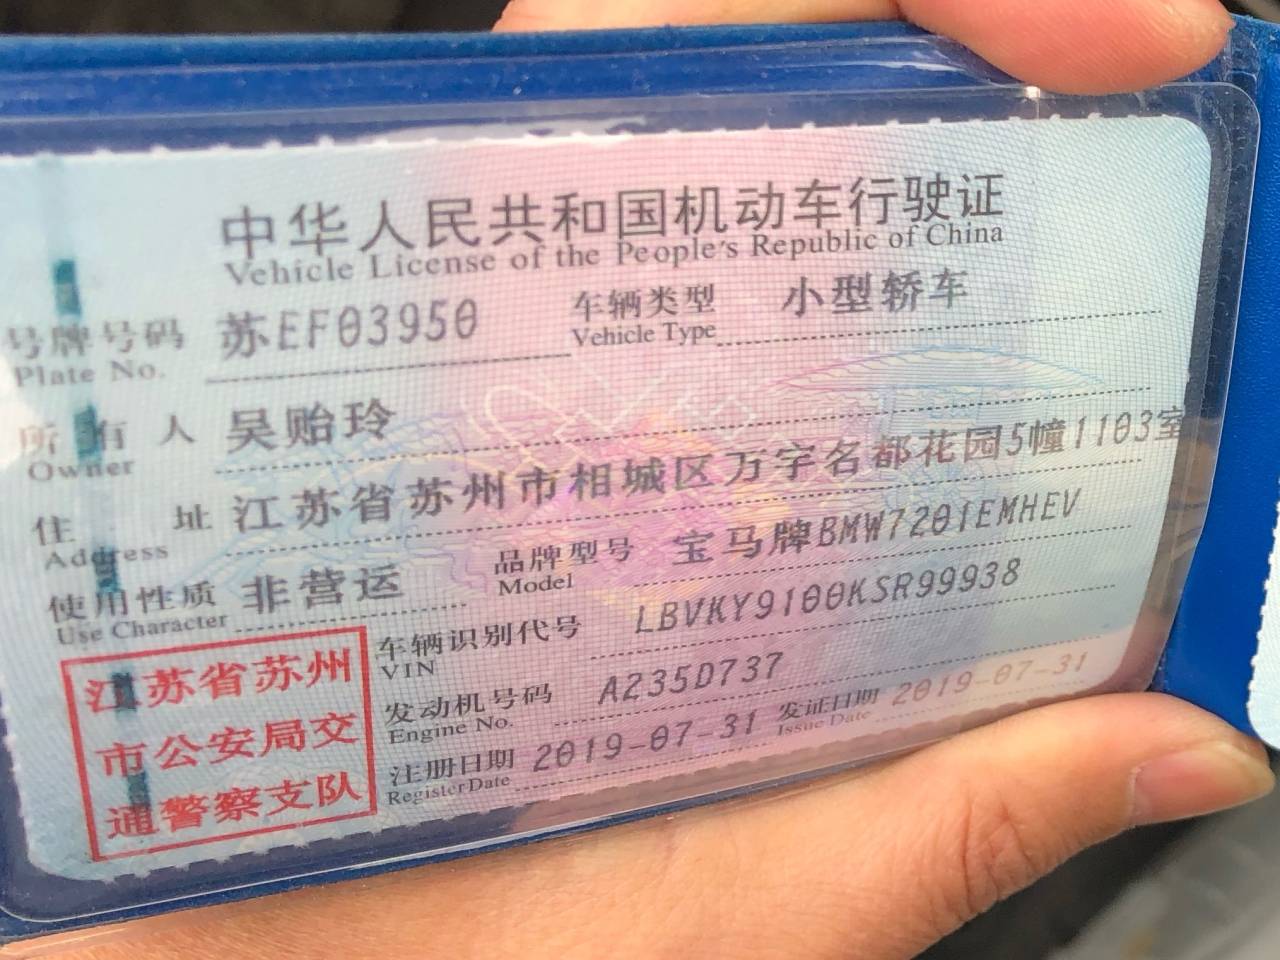 中华人民共和国机动车行驶证
Vehicle License of the People's Republic of China
号牌号码 苏EF03950 车辆类型 小型轿车
Plate No. Vehicle Type
所有人 吴贻玲
Owner
住址 江苏省苏州市相城区万宇名都花园5幢1103室
Address
使用性质 非营运 品牌型号 宝马牌BMW7201EMHEV
Use Character Model
江苏省苏州
市公安局交
通警察支队
车辆识别代号 LBVKY9100KSR99938
VIN
发动机号码 A235D737
Engine No.
注册日期 2019-07-31 发证日期 2019-07-31
Register Date Issue Date